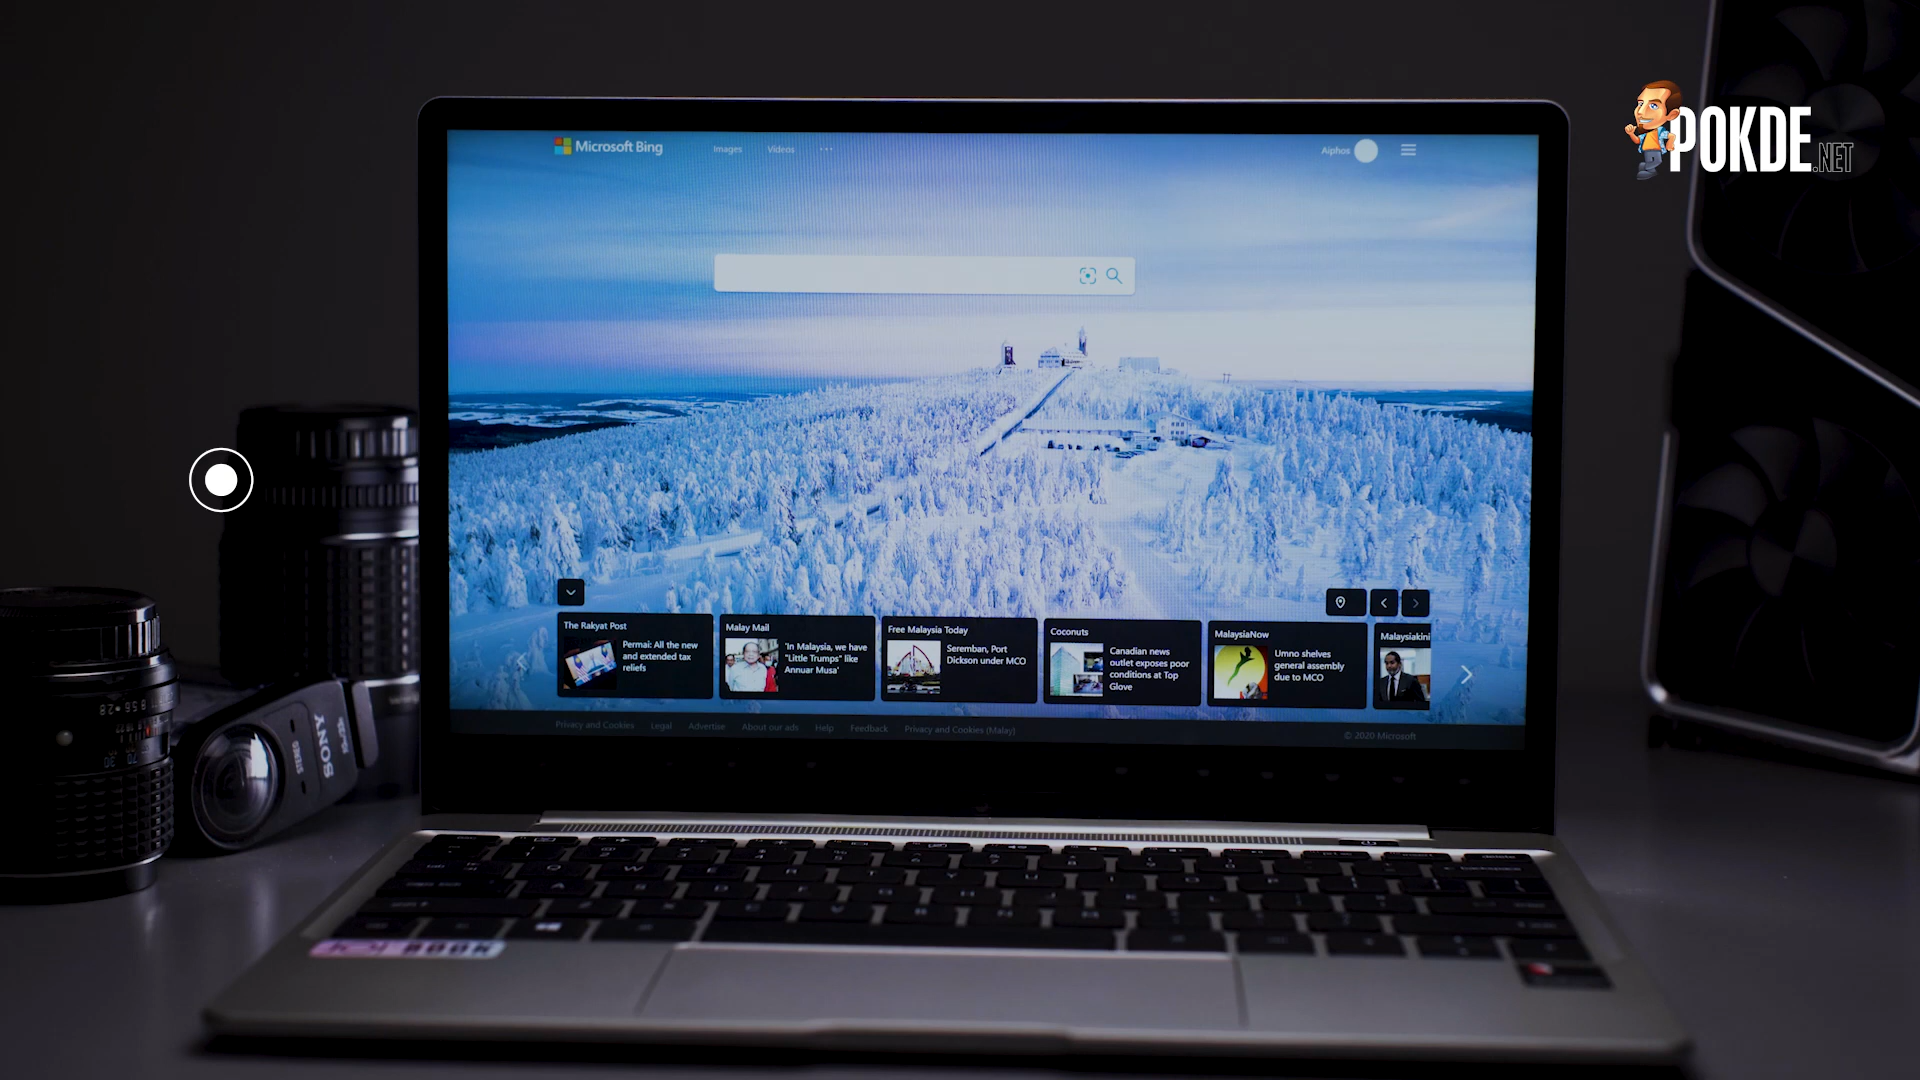 POKDE.NET
Microsoft Bing
Images Videos ...
Aiphos
The Rakyat Post
Permai: All the new
and extended tax
reliefs
Malay Mail
'In Malaysia, we have
"Little Trumps" like
Annuar Musa'
Free Malaysia Today
Seremban, Port
Dickson under MCO
Coconuts
Canadian news
outlet exposes poor
conditions at Top
Glove
MalaysiaNow
Umno shelves
general assembly
due to MCO
Malaysiakini
Privacy and Cookies Legal Advertise About our ads Help Feedback Privacy and Cookies (Malay)
© 2020 Microsoft
SONY
STEREO
BOOK